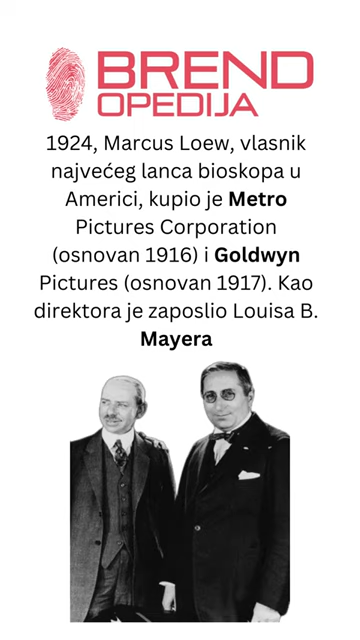 BREND
OPEDIJA
1924, Marcus Loew, vlasnik
najvećeg lanca bioskopa u
Americi, kupio je Metro
Pictures Corporation
(osnovan 1916) i Goldwyn
Pictures (osnovan 1917). Kao
direktora je zaposlio Louisa B.
Mayera